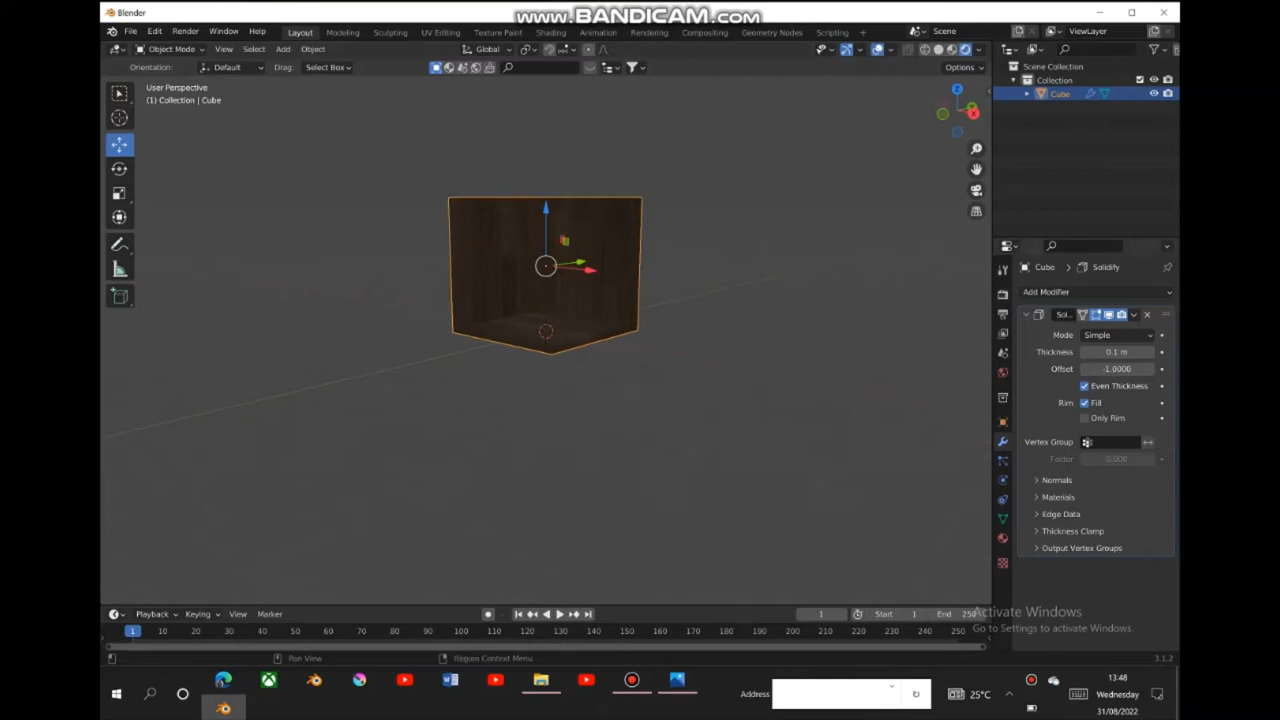 www.BANDICAM.com
Blender
File Edit Render Window Help Layout Modeling Sculpting UV Editing Texture Paint Shading Animation Rendering Compositing Geometry Nodes Scripting + Scene ViewLayer
Object Mode View Select Add Object Global
Orientation: Default Drag: Select Box Options
User Perspective
(1) Collection | Cube
Z
X
Scene Collection
Collection
Cube
Cube > Solidify
Add Modifier
Sol..
Mode Simple
Thickness 0.1 m
Offset -1.0000
Even Thickness
Rim Fill
Only Rim
Vertex Group
Factor 0.000
Normals
Materials
Edge Data
Thickness Clamp
Output Vertex Groups
Playback Keying View Marker 1 Start 1 End 250
1 10 20 30 40 50 60 70 80 90 100 110 120 130 140 150 160 170 180 190 200 210 220 230 240 250
Activate Windows
Go to Settings to activate Windows.
Pan View Region Context Menu 3.1.2
Address 25°C
13:48
Wednesday
31/08/2022